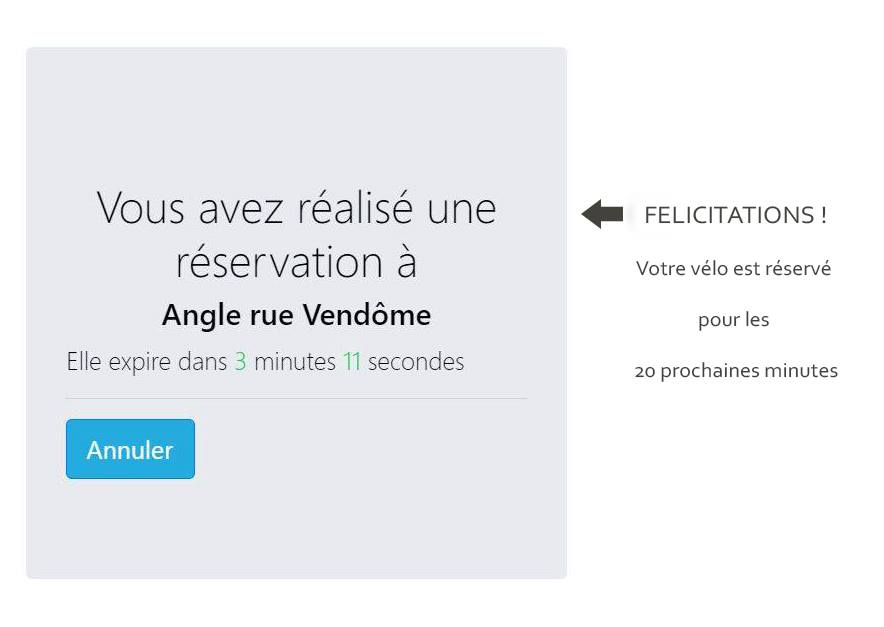 Vous avez réalisé une
réservation à
Angle rue Vendôme
Elle expire dans 3 minutes 11 secondes
Annuler
FELICITATIONS !
Votre vélo est réservé
pour les
20 prochaines minutes